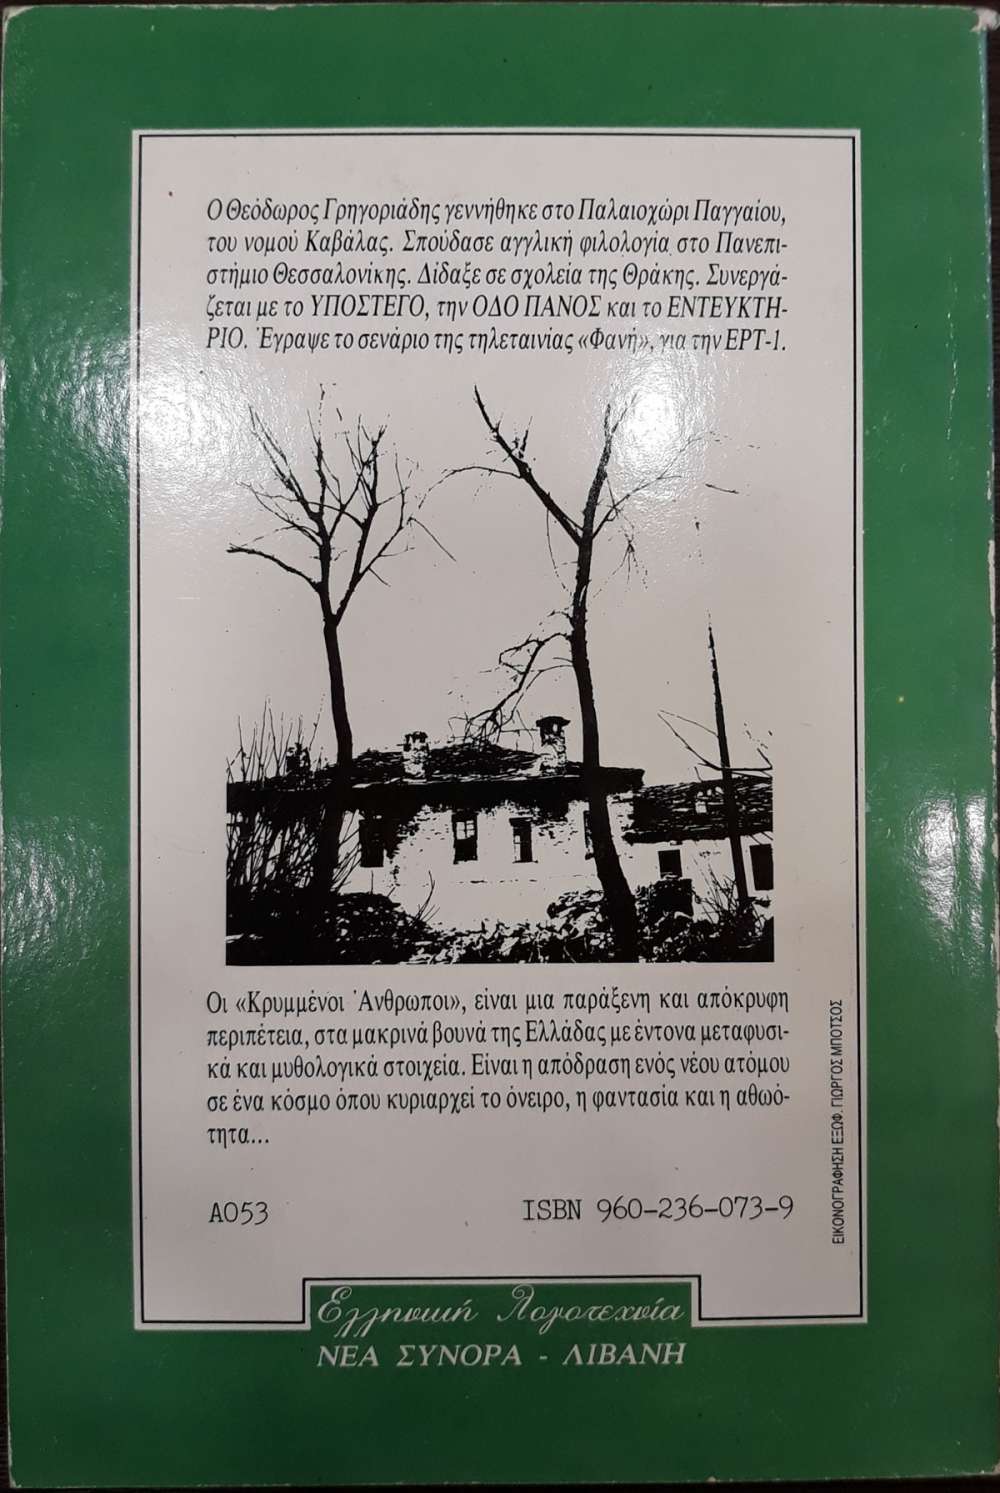 Ο Θεόδωρος Γρηγοριάδης γεννήθηκε στο Παλαιοχώρι Παγγαίου,
του νομού Καβάλας. Σπούδασε αγγλική φιλολογία στο Πανεπι-
στήμιο Θεσσαλονίκης. Δίδαξε σε σχολεία της Θράκης. Συνεργά-
ζεται με το ΥΠΟΣΤΕΓΟ, την ΟΔΟ ΠΑΝΟΣ και το ΕΝΤΕΥΚΤΗ-
ΡΙΟ. Έγραψε το σενάριο της τηλεταινίας «Φανή», για την ΕΡΤ-1.
Οι «Κρυμμένοι Άνθρωποι», είναι μια παράξενη και απόκρυφη
περιπέτεια, στα μακρινά βουνά της Ελλάδας με έντονα μεταφυσι-
κά και μυθολογικά στοιχεία. Είναι η απόδραση ενός νέου ατόμου
σε ένα κόσμο όπου κυριαρχεί το όνειρο, η φαντασία και η αθωό-
τητα...
ΕΙΚΟΝΟΓΡΑΦΗΣΗ ΕΞΩΦ. ΓΙΩΡΓΟΣ ΜΠΟΤΣΟΣ
Α053
ISBN 960-236-073-9
Ελληνική Λογοτεχνία
ΝΕΑ ΣΥΝΟΡΑ - ΛΙΒΑΝΗ